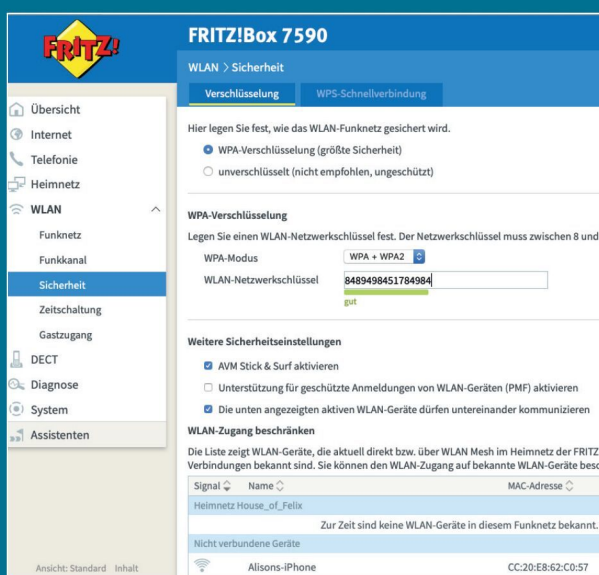 FRITZ!
FRITZ!Box 7590
WLAN > Sicherheit
Verschlüsselung
WPS-Schnellverbindung
Übersicht
Internet
Telefonie
Heimnetz
WLAN
Funknetz
Funkkanal
Sicherheit
Zeitschaltung
Gastzugang
DECT
Diagnose
System
Assistenten
Ansicht: Standard Inhalt
Hier legen Sie fest, wie das WLAN-Funknetz gesichert wird.
WPA-Verschlüsselung (größte Sicherheit)
unverschlüsselt (nicht empfohlen, ungeschützt)
WPA-Verschlüsselung
Legen Sie einen WLAN-Netzwerkschlüssel fest. Der Netzwerkschlüssel muss zwischen 8 und
WPA-Modus WPA + WPA2
WLAN-Netzwerkschlüssel 8489498451784984
gut
Weitere Sicherheitseinstellungen
AVM Stick & Surf aktivieren
Unterstützung für geschützte Anmeldungen von WLAN-Geräten (PMF) aktivieren
Die unten angezeigten aktiven WLAN-Geräte dürfen untereinander kommunizieren
WLAN-Zugang beschränken
Die Liste zeigt WLAN-Geräte, die aktuell direkt bzw. über WLAN Mesh im Heimnetz der FRITZ
Verbindungen bekannt sind. Sie können den WLAN-Zugang auf bekannte WLAN-Geräte besc
Signal Name MAC-Adresse
Heimnetz House_of_Felix
Zur Zeit sind keine WLAN-Geräte in diesem Funknetz bekannt.
Nicht verbundene Geräte
Alisons-iPhone CC:20:E8:62:C0:57